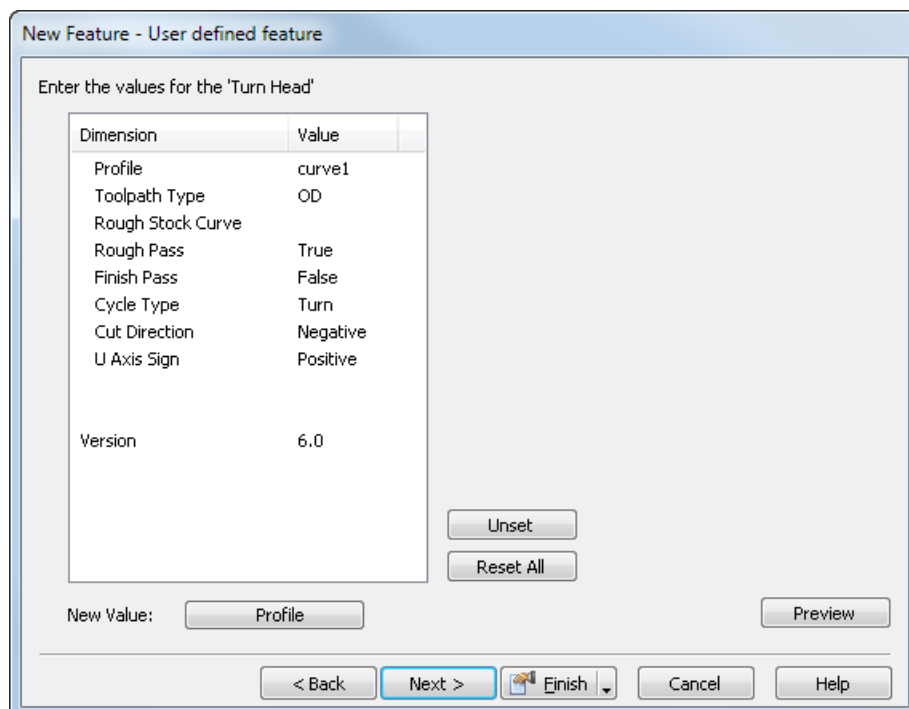 New Feature - User defined feature
Enter the values for the 'Turn Head'
Dimension Value
Profile curve1
Toolpath Type OD
Rough Stock Curve
Rough Pass True
Finish Pass False
Cycle Type Turn
Cut Direction Negative
U Axis Sign Positive
Version 6.0
Unset
Reset All
New Value: Profile Preview
< Back Next > Finish Cancel Help